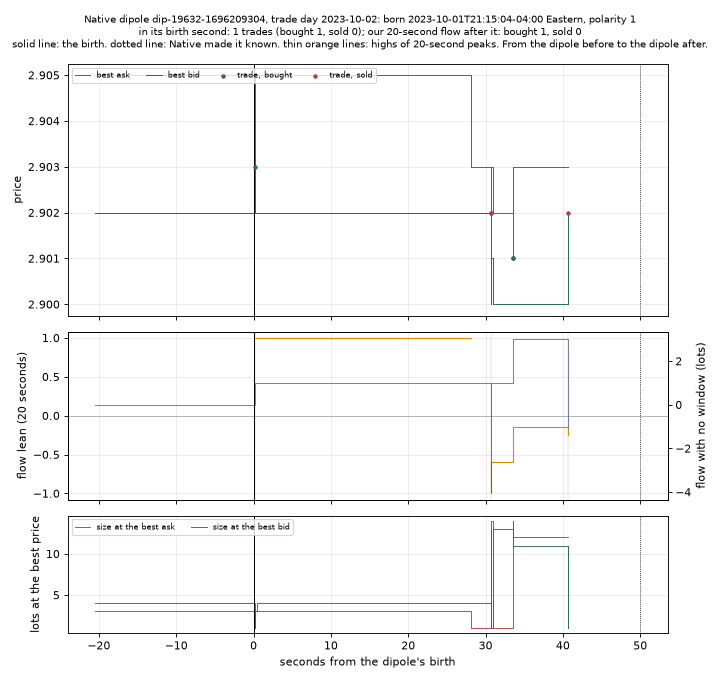 Native dipole dip-19632-1696209304, trade day 2023-10-02: born 2023-10-01T21:15:04-04:00 Eastern, polarity 1
in its birth second: 1 trades (bought 1, sold 0); our 20-second flow after it: bought 1, sold 0
solid line: the birth. dotted line: Native made it known. thin orange lines: highs of 20-second peaks. From the dipole before to the dipole after.
best ask best bid trade, bought trade, sold
2.905
2.904
2.903
2.902
2.901
2.900
price
1.0
0.5
0.0
−0.5
−1.0
flow lean (20 seconds)
2
0
−2
−4
flow with no window (lots)
size at the best ask size at the best bid
10
5
lots at the best price
−20 −10 0 10 20 30 40 50
seconds from the dipole's birth